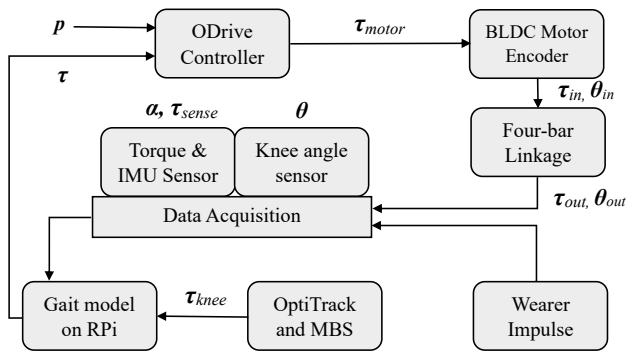 p
ODrive
Controller
τmotor
BLDC Motor
Encoder
τ
τin, θin
α, τsense
θ
Four-bar
Linkage
Torque &
IMU Sensor
Knee angle
sensor
τout, θout
Data Acquisition
Gait model
on RPi
τknee
OptiTrack
and MBS
Wearer
Impulse